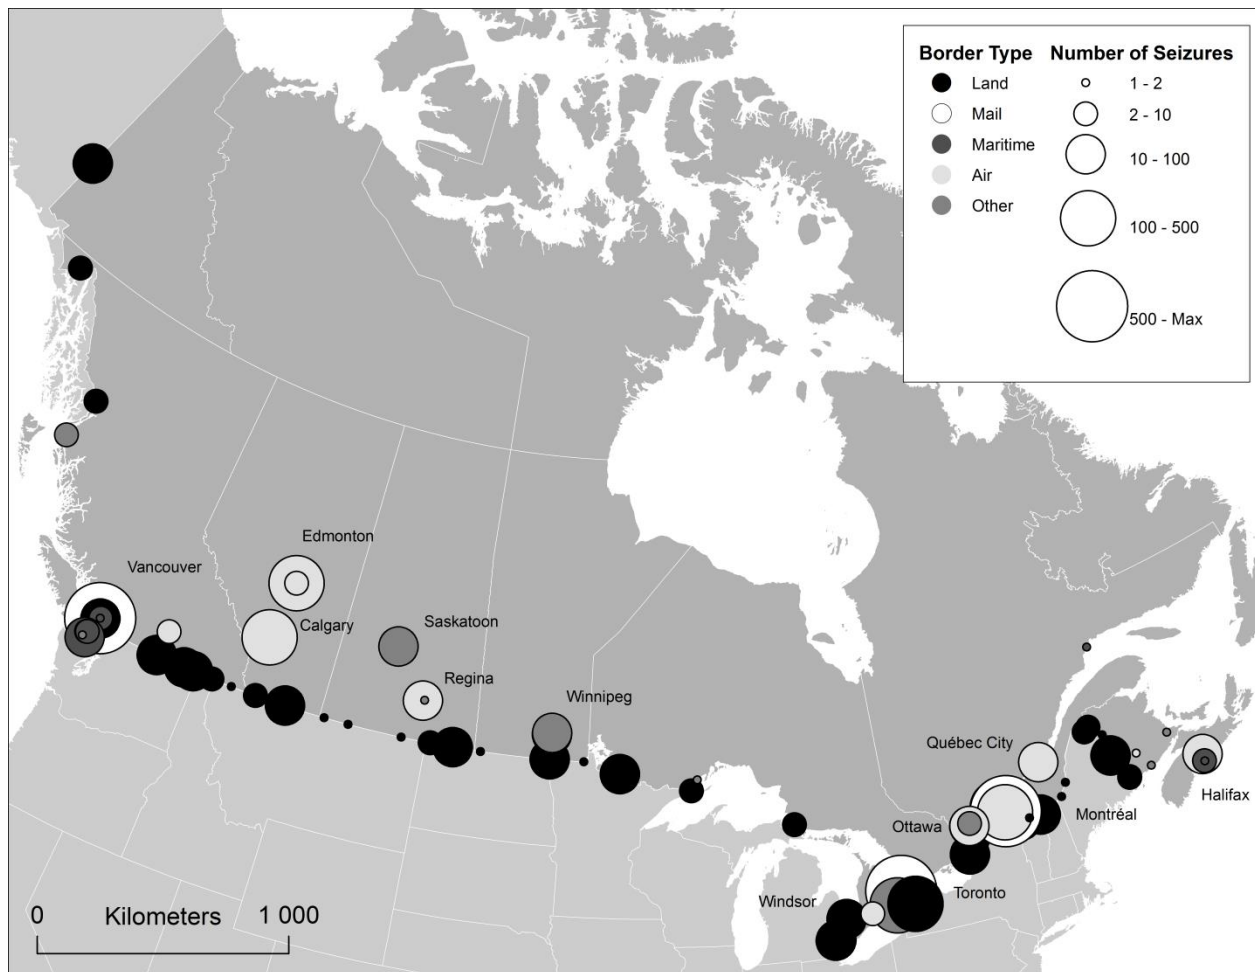 Border Type
Number of Seizures
Land
1 - 2
Mail
2 - 10
Maritime
10 - 100
Air
Other
100 - 500
500 - Max
Edmonton
Vancouver
Calgary
Saskatoon
Regina
Winnipeg
Québec City
Halifax
Montréal
Ottawa
Toronto
Windsor
0 Kilometers 1 000